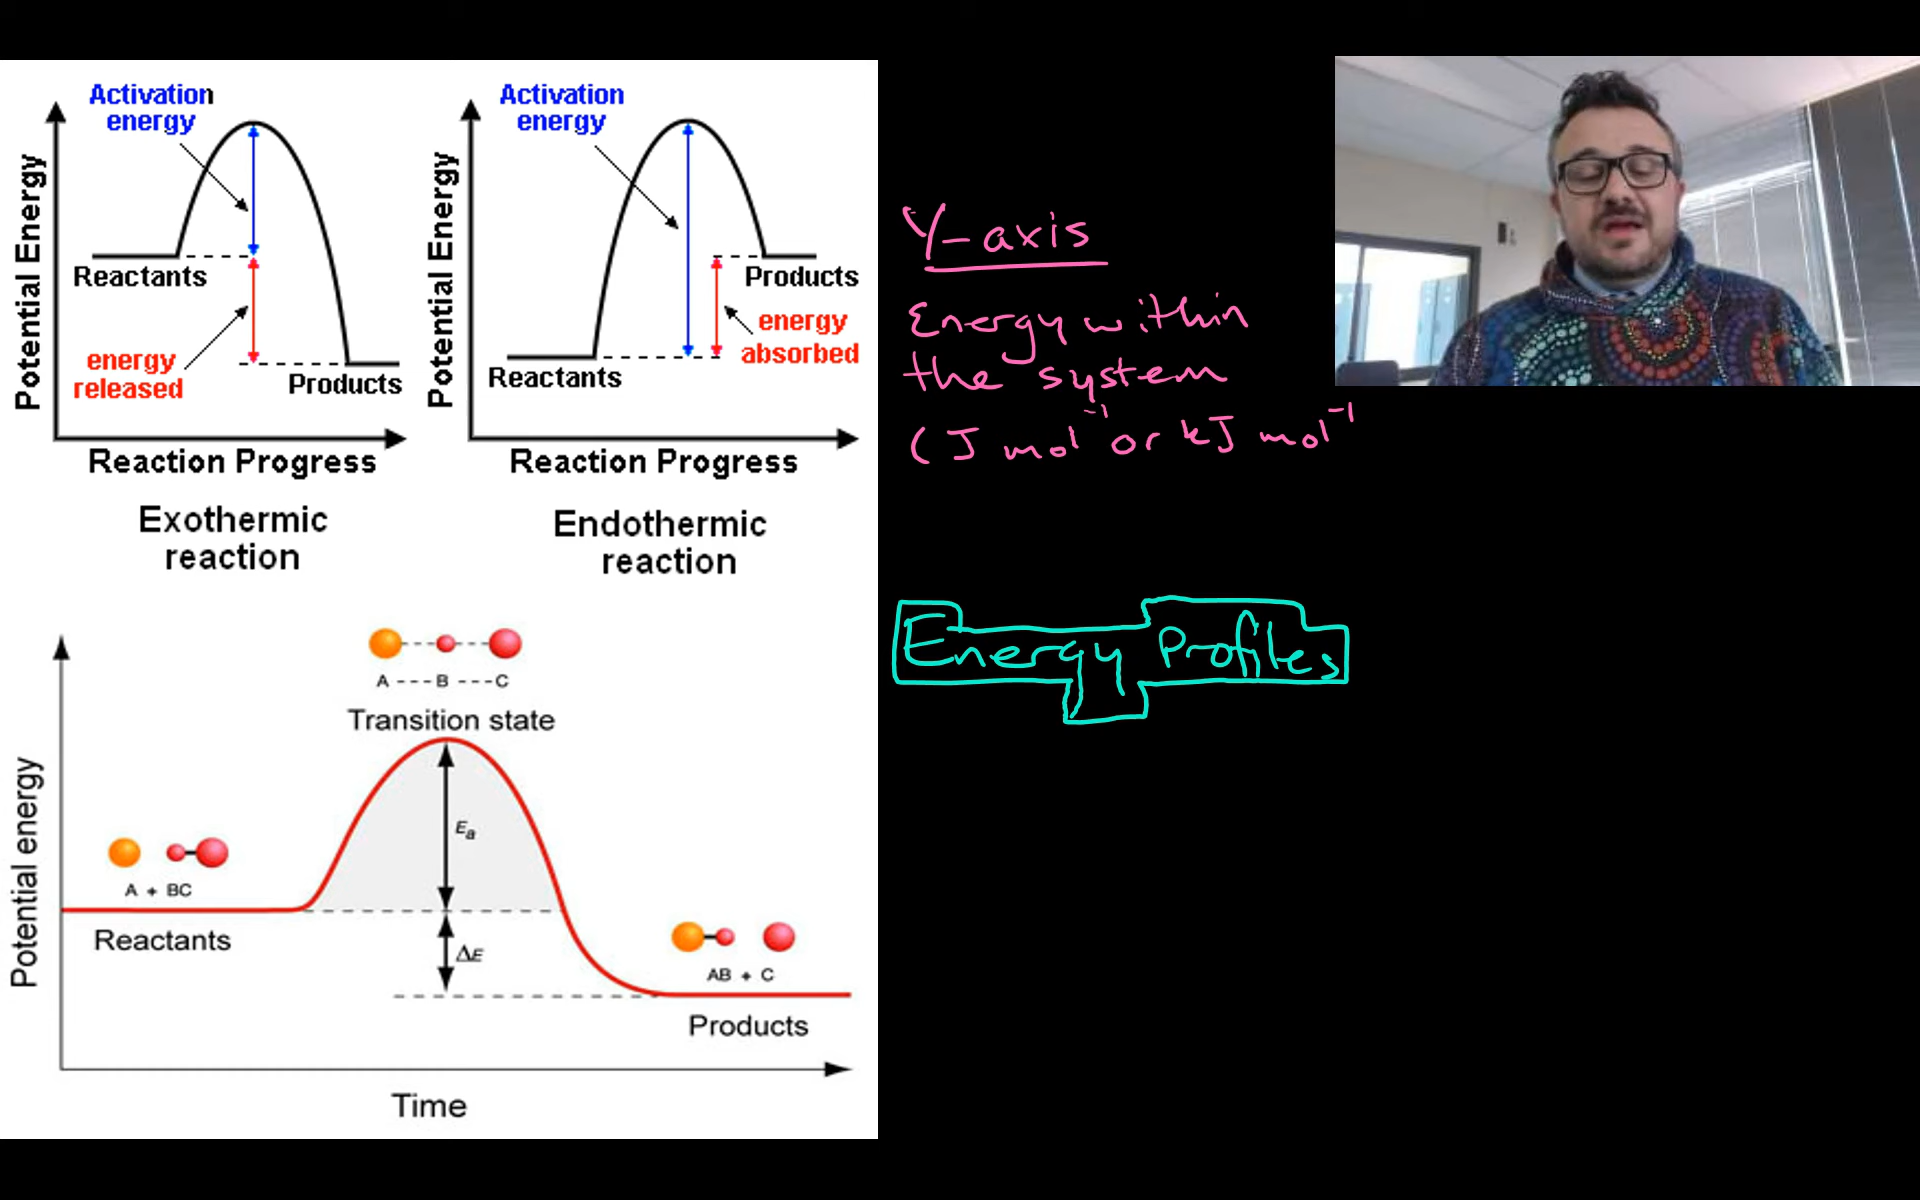 Activation
energy
Potential Energy
Reactants
energy
released
Products
Reaction Progress
Exothermic
reaction
Activation
energy
Potential Energy
Products
energy
absorbed
Reactants
Reaction Progress
Endothermic
reaction
A ---B ---C
Transition state
Potential energy
Ea
A + BC
Reactants
ΔE
AB + C
Products
Time
Y-axis
Energy within
the system
(J mol⁻¹ or kJ mol⁻¹
Energy Profiles